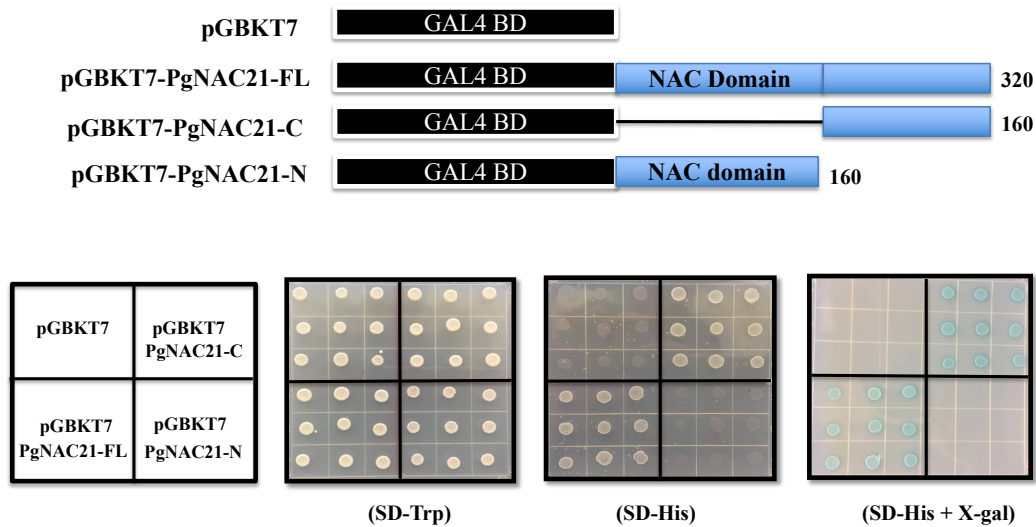 pGBKT7 GAL4 BD
pGBKT7-PgNAC21-FL GAL4 BD NAC Domain 320
pGBKT7-PgNAC21-C GAL4 BD 160
pGBKT7-PgNAC21-N GAL4 BD NAC domain 160
pGBKT7
pGBKT7
PgNAC21-C
pGBKT7
PgNAC21-FL
pGBKT7
PgNAC21-N
(SD-Trp) (SD-His) (SD-His + X-gal)